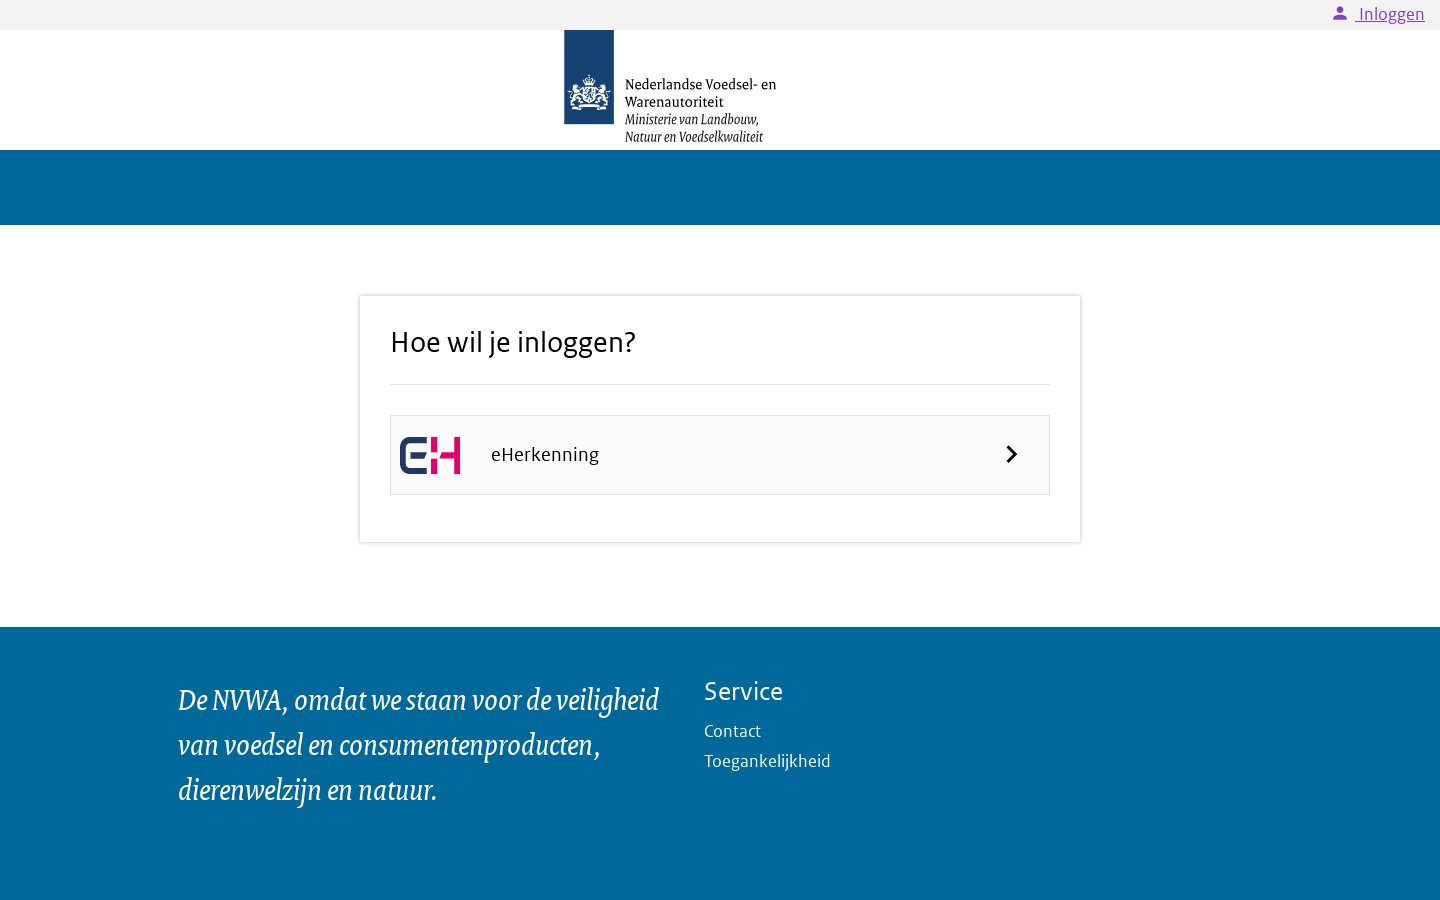 Inloggen
Nederlandse Voedsel- en
Warenautoriteit
Ministerie van Landbouw,
Natuur en Voedselkwaliteit
Hoe wil je inloggen?
EH eHerkenning
De NVWA, omdat we staan voor de veiligheid
van voedsel en consumentenproducten,
dierenwelzijn en natuur.
Service
Contact
Toegankelijkheid